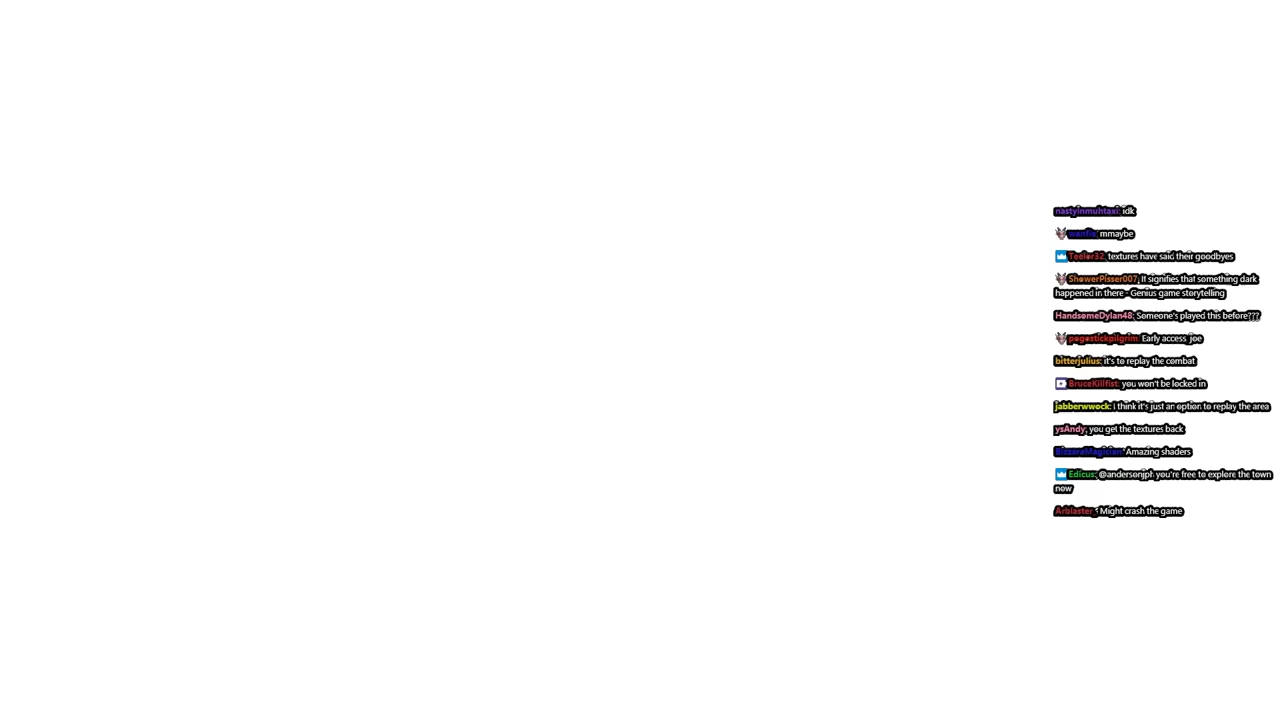 nastyinmuhtaxi: idk
wanfis: mmaybe
Teeler32: textures have said their goodbyes
ShowerPisser007: It signifies that something dark
happened in there - Genius game storytelling
HandsomeDylan48: Someone's played this before???
pogostickpilgrim: Early access joe
bitterjulius: it's to replay the combat
BruceKillfist: you won't be locked in
jabberwwock: I think it's just an option to replay the area
ysAndy: you get the textures back
BizzaroMagician: Amazing shaders
Edicus: @andersonjph you're free to explore the town
now
Arblaster_: Might crash the game